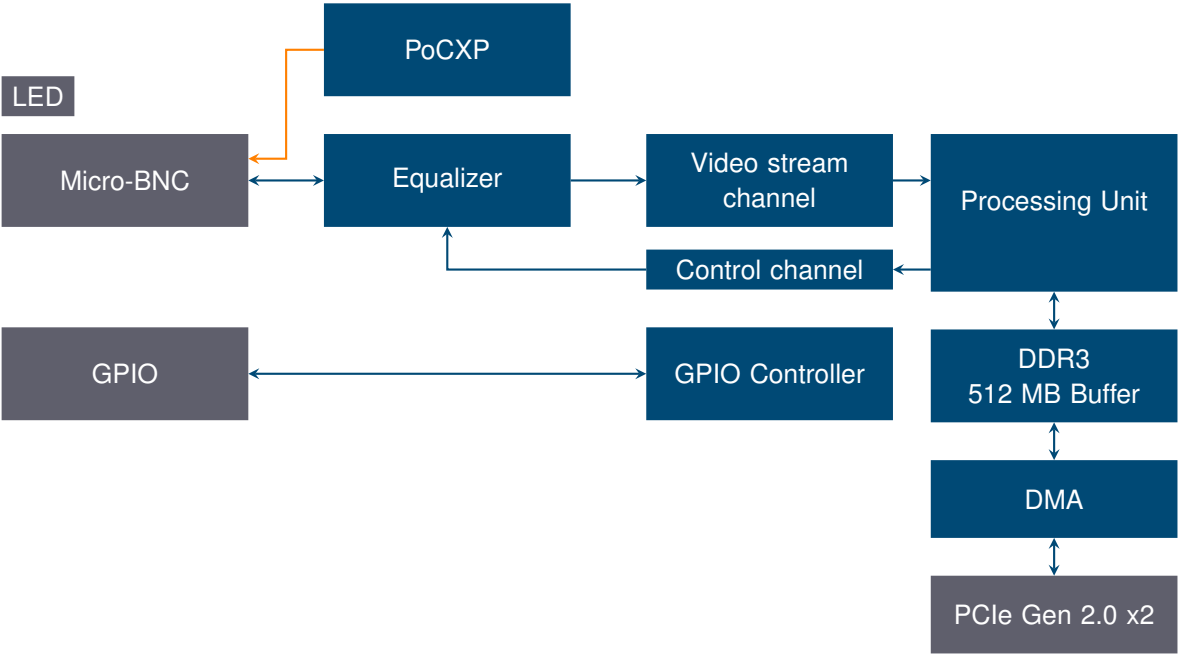 PoCXP
LED
Micro-BNC
Equalizer
Video stream
channel
Processing Unit
Control channel
GPIO
GPIO Controller
DDR3
512 MB Buffer
DMA
PCIe Gen 2.0 x2